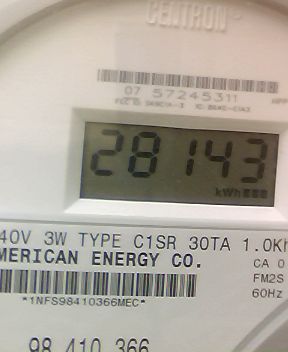 CENTRON
07 57245311
28143
kWh
40V 3W TYPE C1SR 30TA 1.0Kh
MERICAN ENERGY CO.
CA 0
FM2S
60Hz
*1NFS98410366MEC*
98 410 366